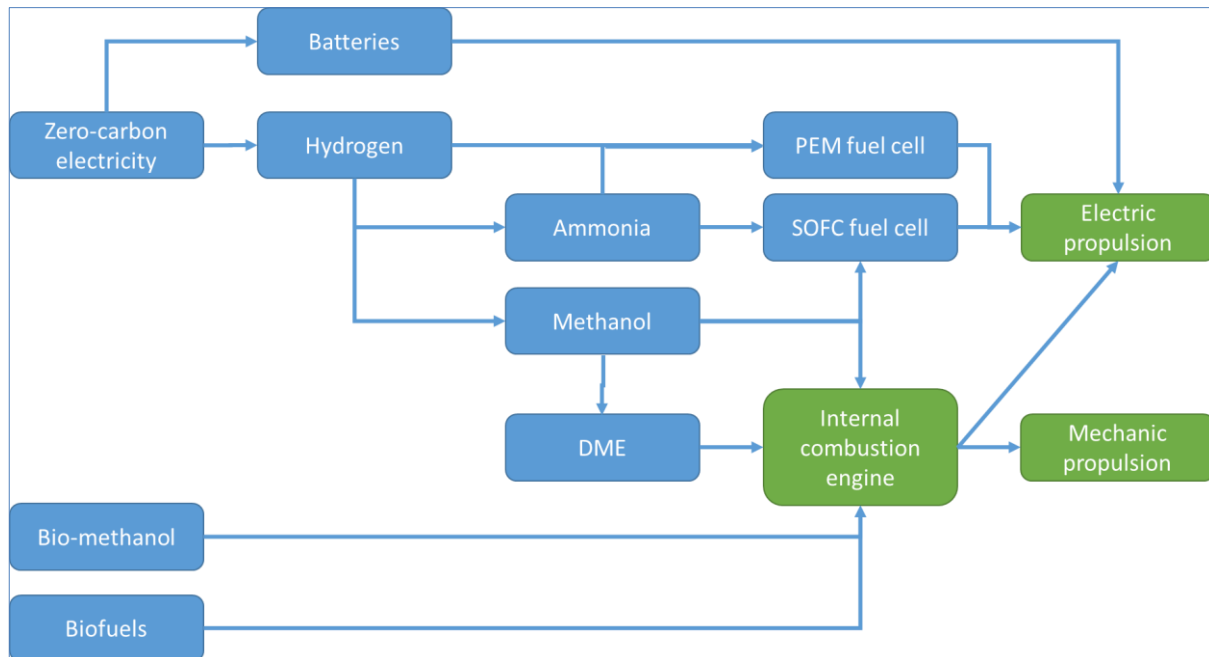 Batteries
Zero-carbon
electricity
Hydrogen
PEM fuel cell
Ammonia
SOFC fuel cell
Electric
propulsion
Methanol
DME
Internal
combustion
engine
Mechanic
propulsion
Bio-methanol
Biofuels